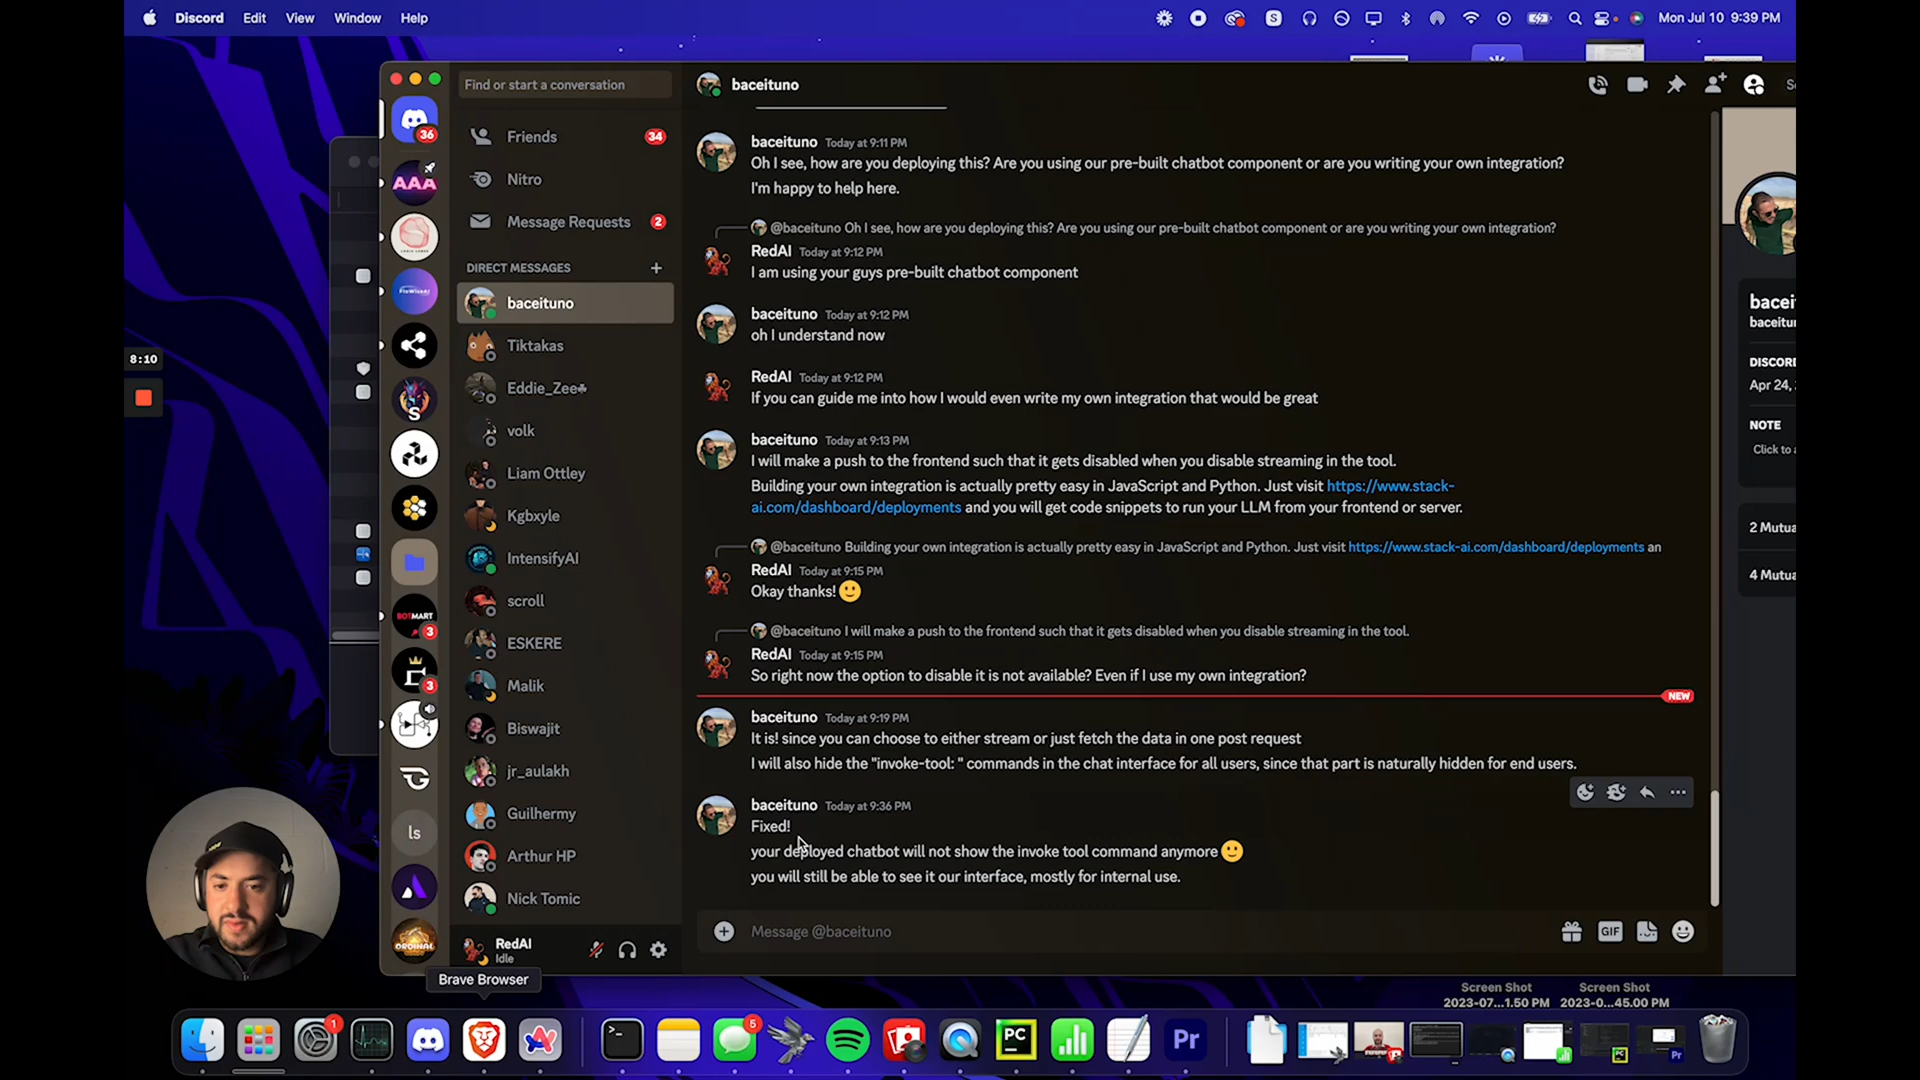 Discord Edit View Window Help
S
Mon Jul 10 9:39 PM
Find or start a conversation
baceituno
36
Friends 34
Nitro
Message Requests 2
DIRECT MESSAGES +
baceituno
Tiktakas
Eddie_Zee♣
volk
Liam Ottley
Kgbxyle
IntensifyAI
scroll
ESKERE
Malik
Biswajit
jr_aulakh
Guilhermy
Arthur HP
Nick Tomic
RedAI
Idle
AAA
S
BOTMART
3
3
ls
ORDINAL
8:10
baceituno Today at 9:11 PM
Oh I see, how are you deploying this? Are you using our pre-built chatbot component or are you writing your own integration?
I'm happy to help here.
@baceituno Oh I see, how are you deploying this? Are you using our pre-built chatbot component or are you writing your own integration?
RedAI Today at 9:12 PM
I am using your guys pre-built chatbot component
baceituno Today at 9:12 PM
oh I understand now
RedAI Today at 9:12 PM
If you can guide me into how I would even write my own integration that would be great
baceituno Today at 9:13 PM
I will make a push to the frontend such that it gets disabled when you disable streaming in the tool.
Building your own integration is actually pretty easy in JavaScript and Python. Just visit https://www.stack-
ai.com/dashboard/deployments and you will get code snippets to run your LLM from your frontend or server.
@baceituno Building your own integration is actually pretty easy in JavaScript and Python. Just visit https://www.stack-ai.com/dashboard/deployments an
RedAI Today at 9:15 PM
Okay thanks! 🙂
@baceituno I will make a push to the frontend such that it gets disabled when you disable streaming in the tool.
RedAI Today at 9:15 PM
So right now the option to disable it is not available? Even if I use my own integration?
NEW
baceituno Today at 9:19 PM
It is! since you can choose to either stream or just fetch the data in one post request
I will also hide the "invoke-tool: " commands in the chat interface for all users, since that part is naturally hidden for end users.
baceituno Today at 9:36 PM
Fixed!
your deployed chatbot will not show the invoke tool command anymore 🙂
you will still be able to see it our interface, mostly for internal use.
Message @baceituno
GIF
bacei
baceitur
DISCORD
Apr 24,
NOTE
Click to a
2 Mutua
4 Mutua
Brave Browser
Screen Shot
2023-07...1.50 PM
Screen Shot
2023-0...45.00 PM
1
5
PC
Pr